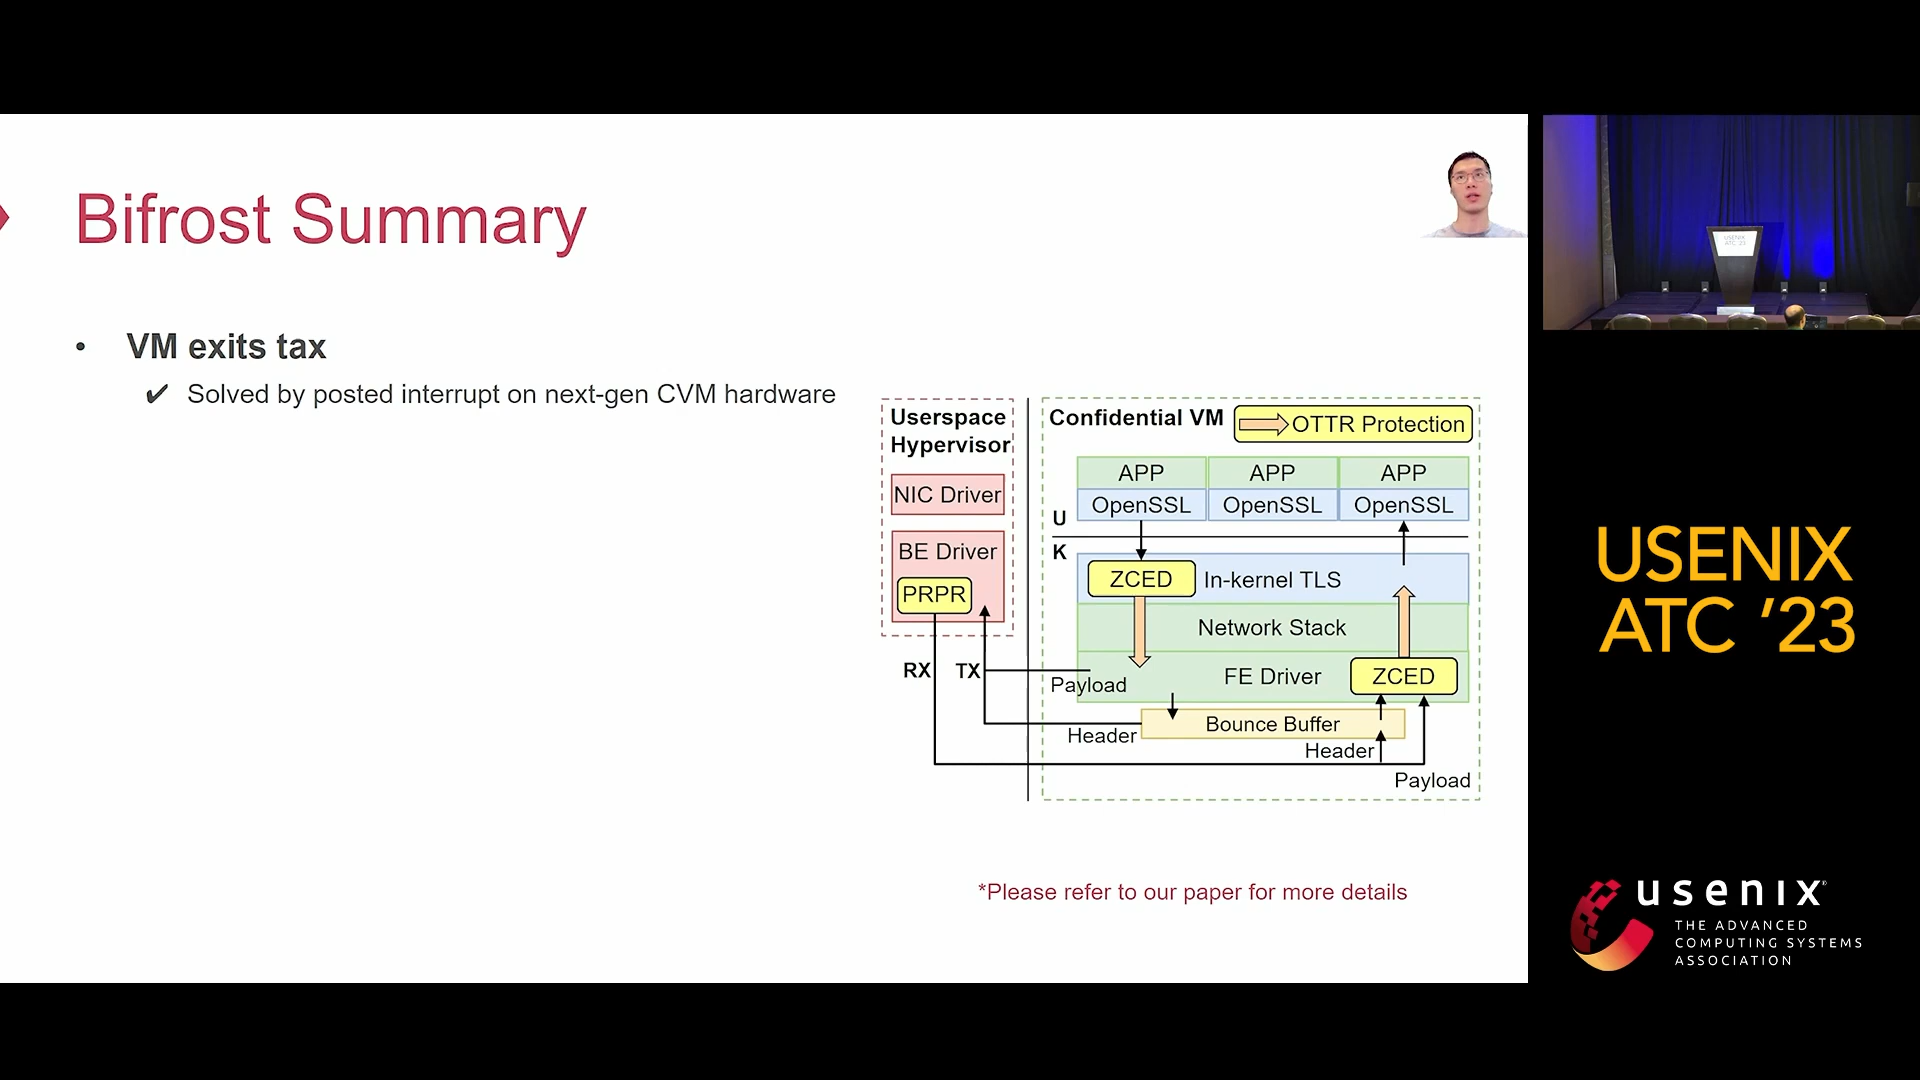 Bifrost Summary
• VM exits tax
✔ Solved by posted interrupt on next-gen CVM hardware
Userspace
Hypervisor
NIC Driver
BE Driver
PRPR
RX
TX
Confidential VM
OTTR Protection
APP
APP
APP
OpenSSL
OpenSSL
OpenSSL
U
K
ZCED
In-kernel TLS
Network Stack
FE Driver
ZCED
Payload
Bounce Buffer
Header
Header
Payload
*Please refer to our paper for more details
USENIX
ATC '23
USENIX
ATC ’23
usenix®
THE ADVANCED
COMPUTING SYSTEMS
ASSOCIATION